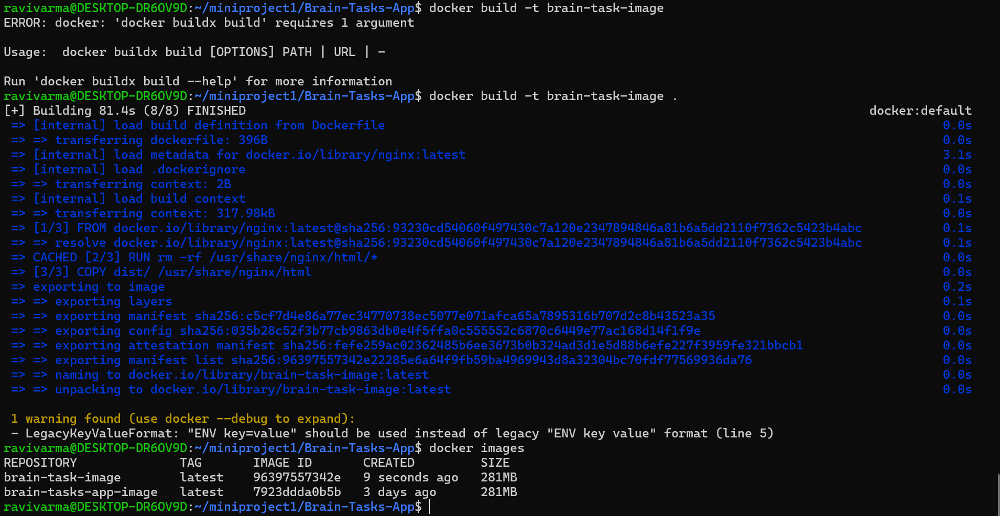 ravivarma@DESKTOP-DR6OV9D:~/miniproject1/Brain-Tasks-App$ docker build -t brain-task-image
ERROR: docker: 'docker buildx build' requires 1 argument
Usage:  docker buildx build [OPTIONS] PATH | URL | -
Run 'docker buildx build --help' for more information
ravivarma@DESKTOP-DR6OV9D:~/miniproject1/Brain-Tasks-App$ docker build -t brain-task-image .
[+] Building 81.4s (8/8) FINISHED docker:default
=> [internal] load build definition from Dockerfile 0.0s
=> => transferring dockerfile: 396B 0.0s
=> [internal] load metadata for docker.io/library/nginx:latest 3.1s
=> [internal] load .dockerignore 0.0s
=> => transferring context: 2B 0.0s
=> [internal] load build context 0.1s
=> => transferring context: 317.98kB 0.0s
=> [1/3] FROM docker.io/library/nginx:latest@sha256:93230cd54060f497430c7a120e2347894846a81b6a5dd2110f7362c5423b4abc 0.1s
=> => resolve docker.io/library/nginx:latest@sha256:93230cd54060f497430c7a120e2347894846a81b6a5dd2110f7362c5423b4abc 0.1s
=> CACHED [2/3] RUN rm -rf /usr/share/nginx/html/* 0.0s
=> [3/3] COPY dist/ /usr/share/nginx/html 0.0s
=> exporting to image 0.2s
=> => exporting layers 0.1s
=> => exporting manifest sha256:c5cf7d4e86a77ec34770738ec5077e071afca65a7895316b707d2c8b43523a35 0.0s
=> => exporting config sha256:035b28c52f3b77cb9863db0e4f5ffa0c555552c6870c6449e77ac168d14f1f9e 0.0s
=> => exporting attestation manifest sha256:fefe259ac02362485b6ee3673b0b324ad3d1e5d88b6efe227f3959fe321bbcb1 0.0s
=> => exporting manifest list sha256:96397557342e22285e6a64f9fb59ba4969943d8a32304bc70fdf77569936da76 0.0s
=> => naming to docker.io/library/brain-task-image:latest 0.0s
=> => unpacking to docker.io/library/brain-task-image:latest 0.0s
1 warning found (use docker --debug to expand):
- LegacyKeyValueFormat: "ENV key=value" should be used instead of legacy "ENV key value" format (line 5)
ravivarma@DESKTOP-DR6OV9D:~/miniproject1/Brain-Tasks-App$ docker images
REPOSITORY TAG IMAGE ID CREATED SIZE
brain-task-image latest 96397557342e 9 seconds ago 281MB
brain-tasks-app-image latest 7923ddda0b5b 3 days ago 281MB
ravivarma@DESKTOP-DR6OV9D:~/miniproject1/Brain-Tasks-App$